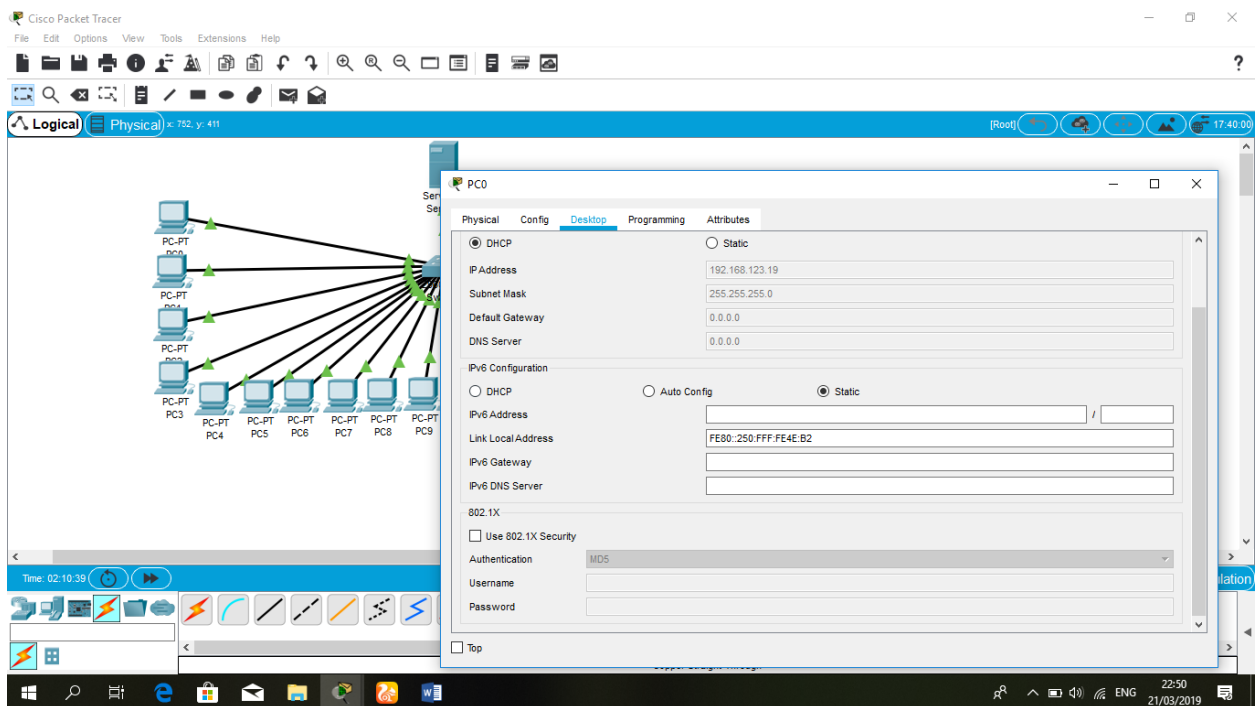 Cisco Packet Tracer
File Edit Options View Tools Extensions Help
?
Logical Physical x: 752, y: 411 [Root] 17:40:00
PC0
Physical Config Desktop Programming Attributes
DHCP Static
IP Address 192.168.123.19
Subnet Mask 255.255.255.0
Default Gateway 0.0.0.0
DNS Server 0.0.0.0
IPv6 Configuration
DHCP Auto Config Static
IPv6 Address /
Link Local Address FE80::250:FFF:FE4E:B2
IPv6 Gateway
IPv6 DNS Server
802.1X
Use 802.1X Security
Authentication MD5
Username
Password
Top
PC-PT
PC0
PC-PT
PC-PT
PC-PT
PC3
PC-PT
PC4
PC-PT
PC5
PC-PT
PC6
PC-PT
PC7
PC-PT
PC8
PC-PT
PC9
Time: 02:10:39
ENG
22:50
21/03/2019